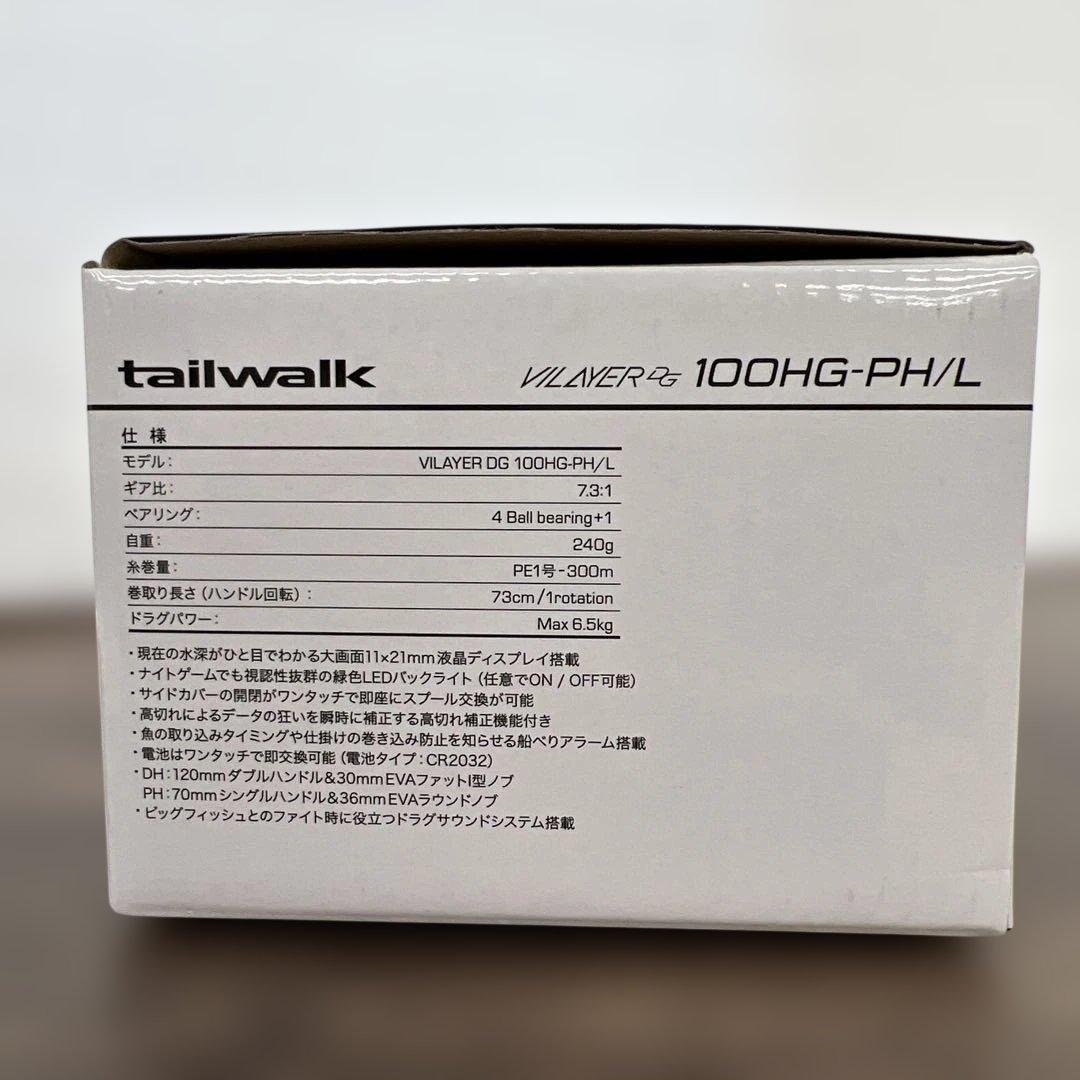 tailwalk VILAYER DG 100HG-PH/L
仕 様
モデル: VILAYER DG 100HG-PH/L
ギア比: 7.3:1
ベアリング: 4 Ball bearing+1
自重: 240g
糸巻量: PE1号-300m
巻取り長さ（ハンドル回転）: 73cm/1rotation
ドラグパワー: Max 6.5kg
・現在の水深がひと目でわかる大画面11×21mm液晶ディスプレイ搭載
・ナイトゲームでも視認性抜群の緑色LEDバックライト（任意でON / OFF可能）
・サイドカバーの開閉がワンタッチで即座にスプール交換が可能
・高切れによるデータの狂いを瞬時に補正する高切れ補正機能付き
・魚の取り込みタイミングや仕掛けの巻き込み防止を知らせる船べりアラーム搭載
・電池はワンタッチで即交換可能（電池タイプ：CR2032）
・DH：120mmダブルハンドル＆30mmEVAファットI型ノブ
PH：70mmシングルハンドル＆36mmEVAラウンドノブ
・ビッグフィッシュとのファイト時に役立つドラグサウンドシステム搭載